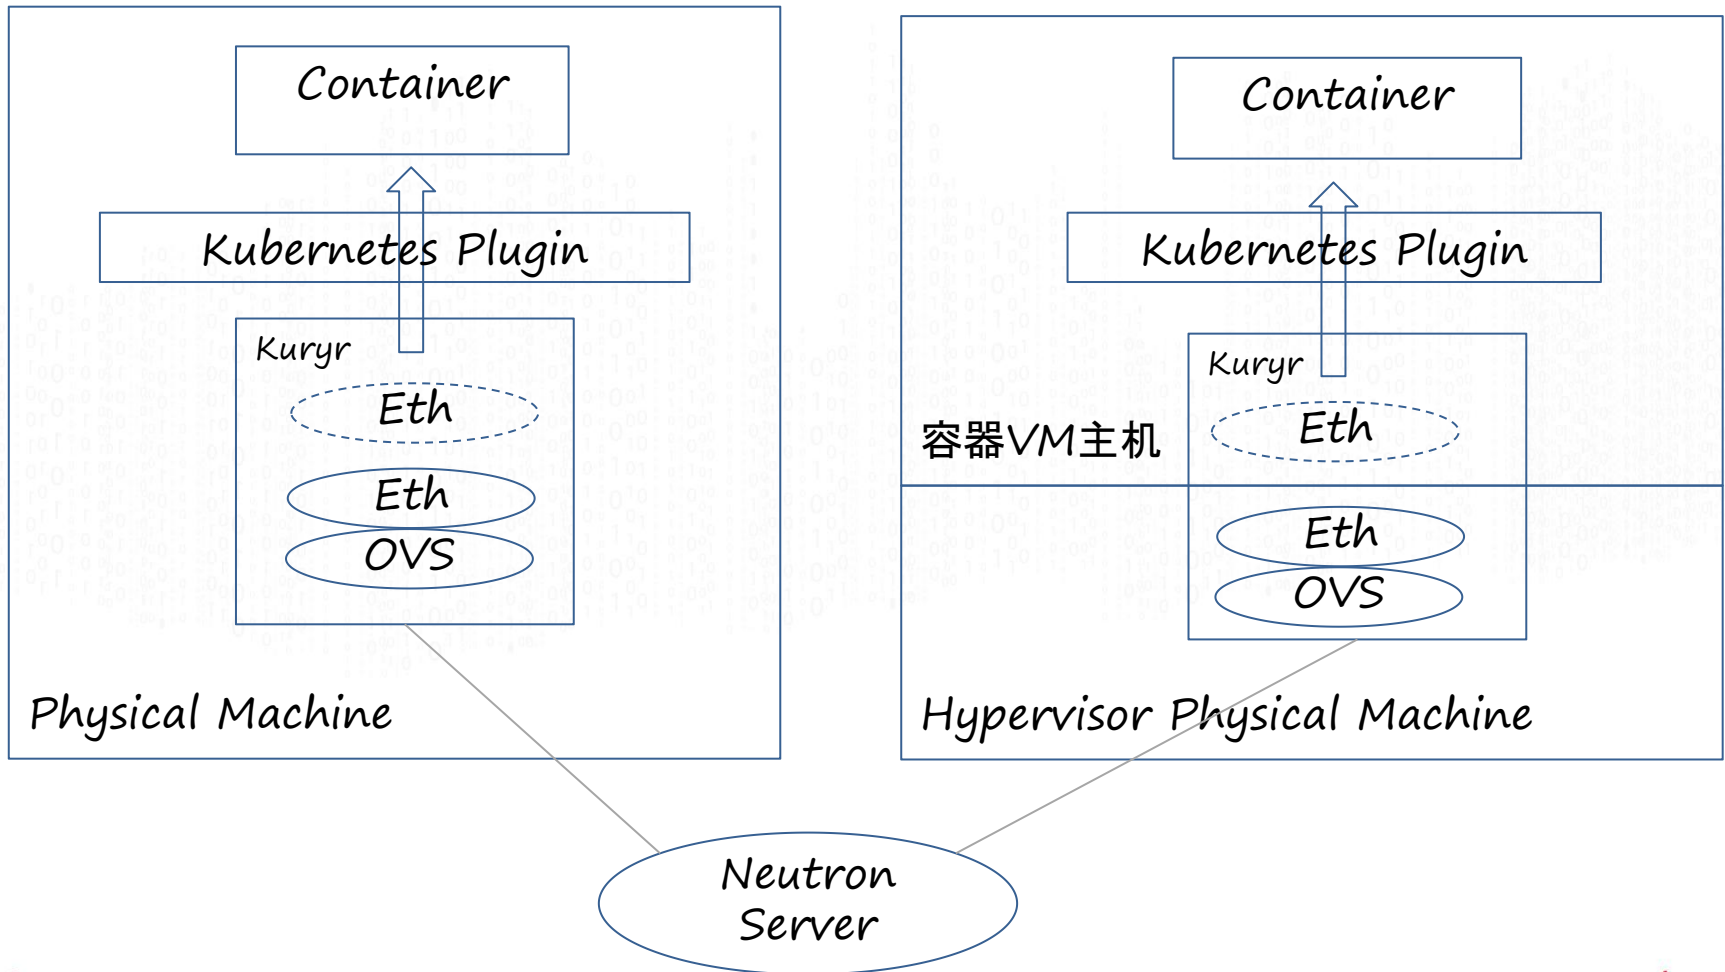 Container
Kubernetes Plugin
Kuryr
Eth
Eth
OVS
Physical Machine
Container
Kubernetes Plugin
Kuryr
Eth
容器VM主机
Eth
OVS
Hypervisor Physical Machine
Neutron
Server